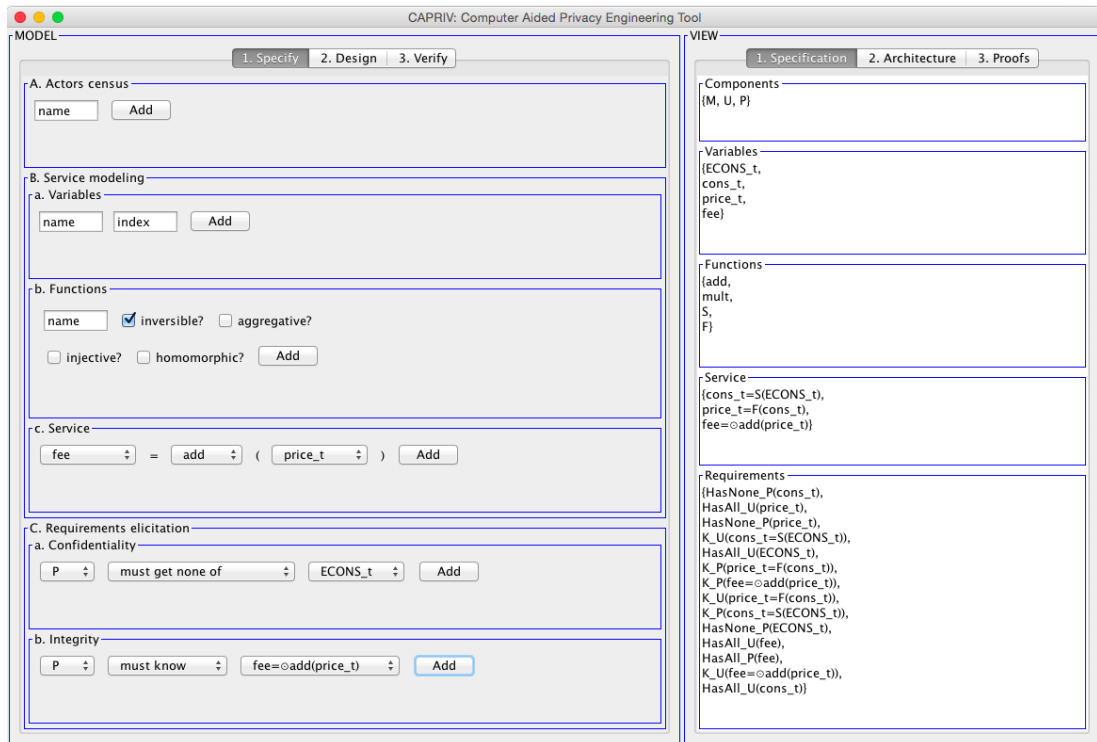 CAPRIV: Computer Aided Privacy Engineering Tool
MODEL
1. Specify 2. Design 3. Verify
A. Actors census
name Add
B. Service modeling
a. Variables
name index Add
b. Functions
name inversible? aggregative?
injective? homomorphic? Add
c. Service
fee = add ( price_t ) Add
C. Requirements elicitation
a. Confidentiality
P must get none of ECONS_t Add
b. Integrity
P must know fee=⊙add(price_t) Add
VIEW
1. Specification 2. Architecture 3. Proofs
Components
{M, U, P}
Variables
{ECONS_t,
cons_t,
price_t,
fee}
Functions
{add,
mult,
S,
F}
Service
{cons_t=S(ECONS_t),
price_t=F(cons_t),
fee=⊙add(price_t)}
Requirements
{HasNone_P(cons_t),
HasAll_U(price_t),
HasNone_P(price_t),
K_U(cons_t=S(ECONS_t)),
HasAll_U(ECONS_t),
K_P(price_t=F(cons_t)),
K_P(fee=⊙add(price_t)),
K_U(price_t=F(cons_t)),
K_P(cons_t=S(ECONS_t)),
HasNone_P(ECONS_t),
HasAll_U(fee),
HasAll_P(fee),
K_U(fee=⊙add(price_t)),
HasAll_U(cons_t)}